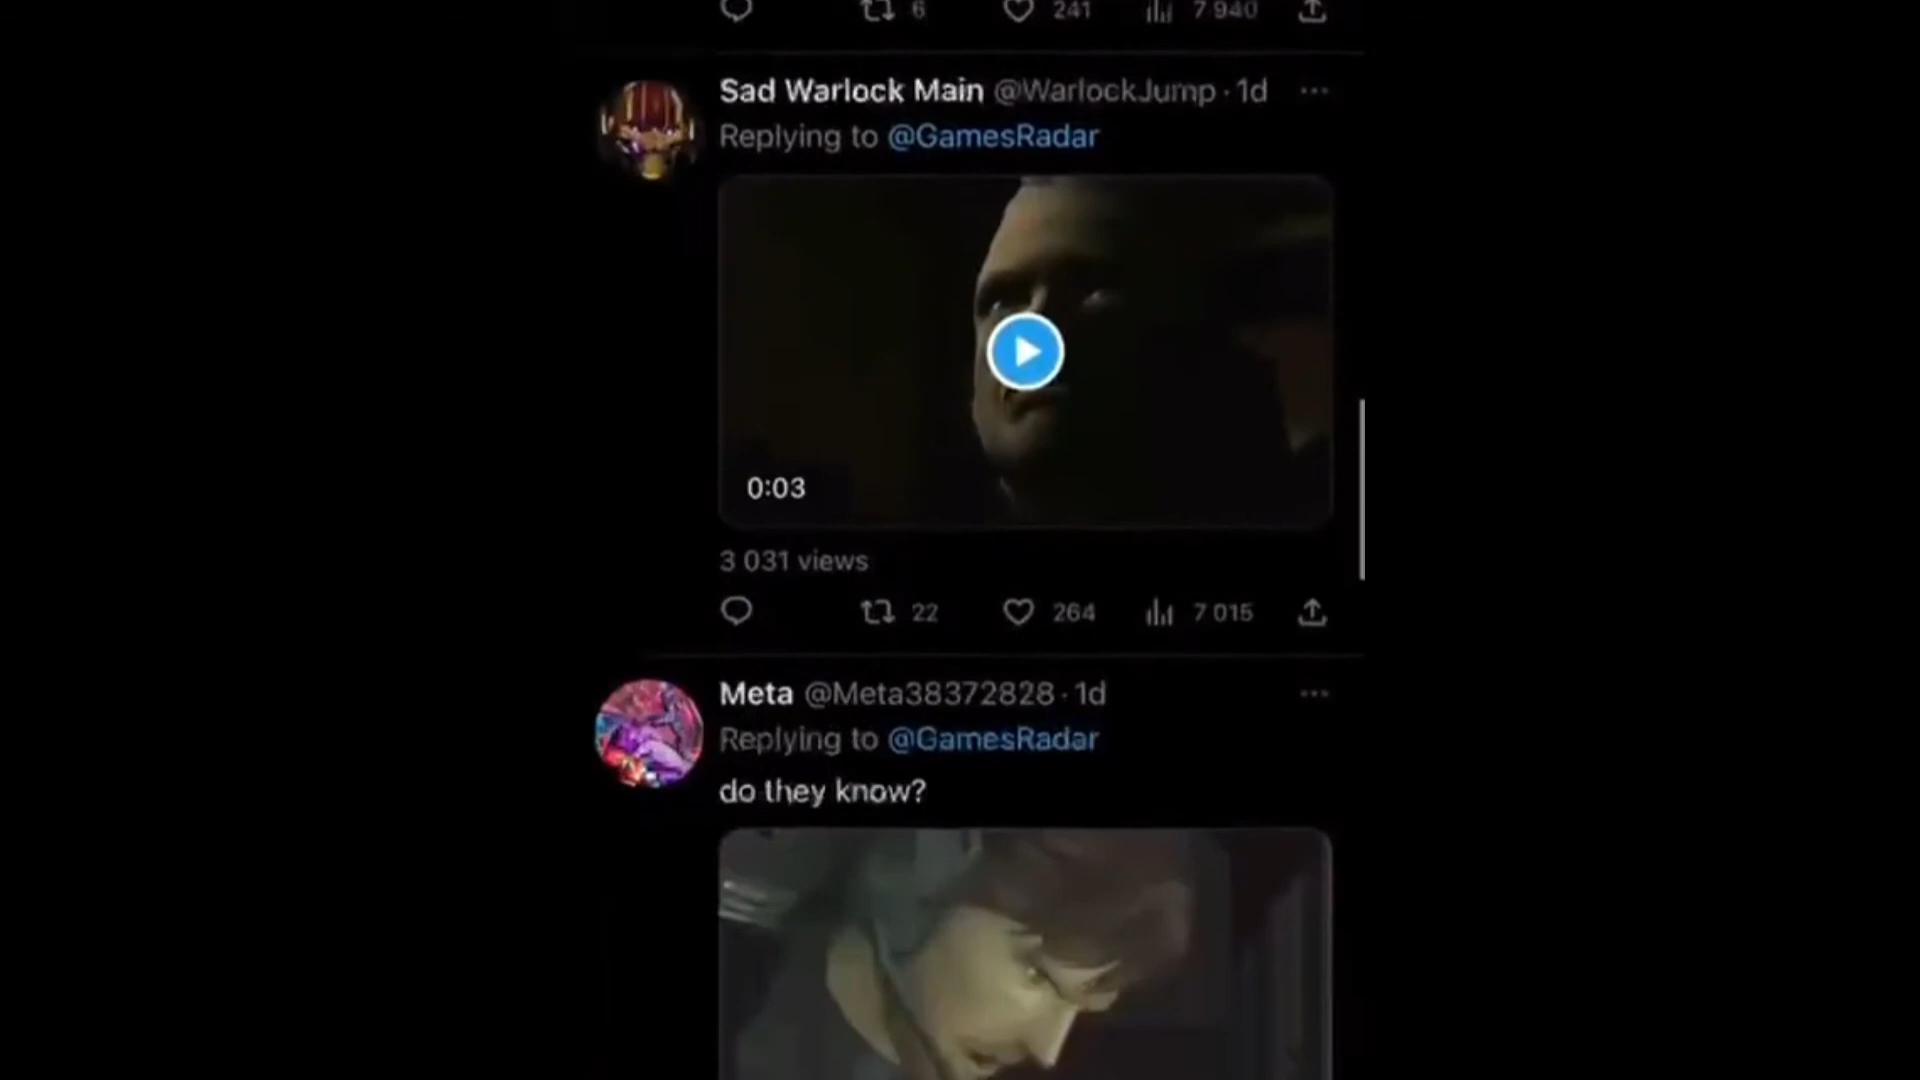 6 241 7 940
Sad Warlock Main @WarlockJump · 1d
Replying to @GamesRadar
0:03
3 031 views
22 264 7 015
Meta @Meta38372828 · 1d
Replying to @GamesRadar
do they know?